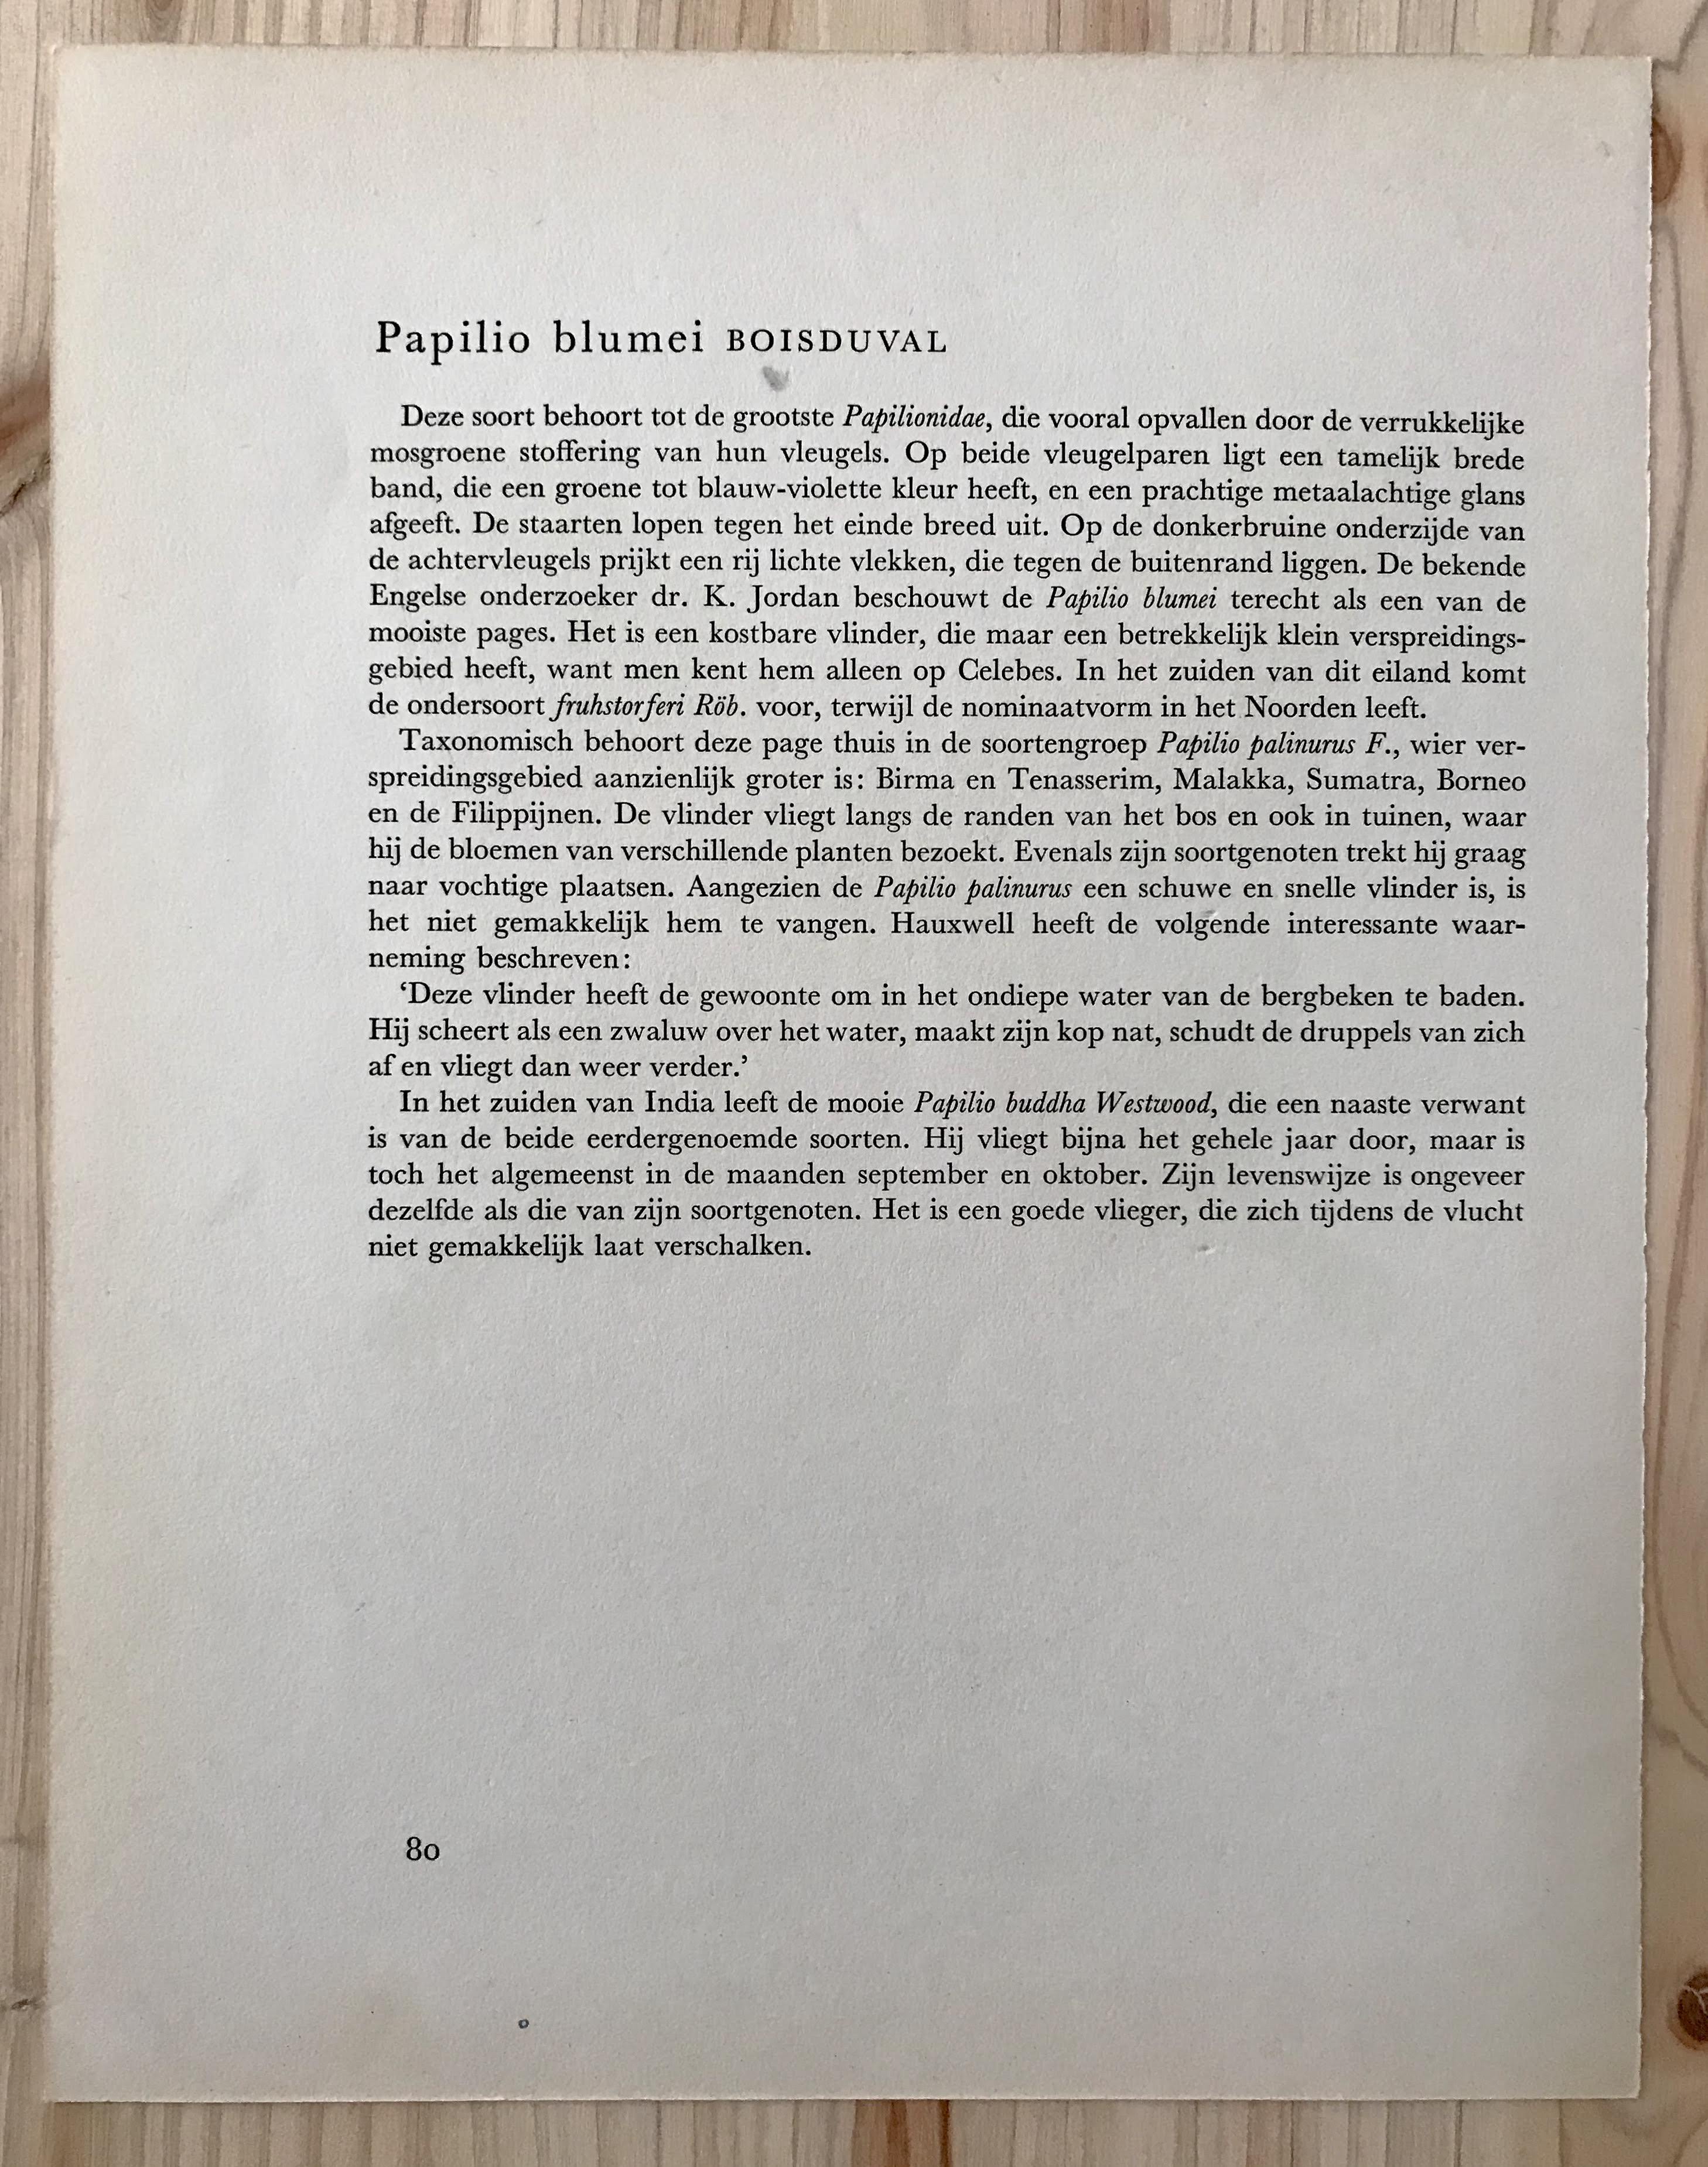 Papilio blumei BOISDUVAL
Deze soort behoort tot de grootste Papilionidae, die vooral opvallen door de verrukkelijke
mosgroene stoffering van hun vleugels. Op beide vleugelparen ligt een tamelijk brede
band, die een groene tot blauw-violette kleur heeft, en een prachtige metaalachtige glans
afgeeft. De staarten lopen tegen het einde breed uit. Op de donkerbruine onderzijde van
de achtervleugels prijkt een rij lichte vlekken, die tegen de buitenrand liggen. De bekende
Engelse onderzoeker dr. K. Jordan beschouwt de Papilio blumei terecht als een van de
mooiste pages. Het is een kostbare vlinder, die maar een betrekkelijk klein verspreidings-
gebied heeft, want men kent hem alleen op Celebes. In het zuiden van dit eiland komt
de ondersoort fruhstorferi Röb. voor, terwijl de nominaatvorm in het Noorden leeft.
Taxonomisch behoort deze page thuis in de soortengroep Papilio palinurus F., wier ver-
spreidingsgebied aanzienlijk groter is: Birma en Tenasserim, Malakka, Sumatra, Borneo
en de Filippijnen. De vlinder vliegt langs de randen van het bos en ook in tuinen, waar
hij de bloemen van verschillende planten bezoekt. Evenals zijn soortgenoten trekt hij graag
naar vochtige plaatsen. Aangezien de Papilio palinurus een schuwe en snelle vlinder is, is
het niet gemakkelijk hem te vangen. Hauxwell heeft de volgende interessante waar-
neming beschreven:
‘Deze vlinder heeft de gewoonte om in het ondiepe water van de bergbeken te baden.
Hij scheert als een zwaluw over het water, maakt zijn kop nat, schudt de druppels van zich
af en vliegt dan weer verder.’
In het zuiden van India leeft de mooie Papilio buddha Westwood, die een naaste verwant
is van de beide eerdergenoemde soorten. Hij vliegt bijna het gehele jaar door, maar is
toch het algemeenst in de maanden september en oktober. Zijn levenswijze is ongeveer
dezelfde als die van zijn soortgenoten. Het is een goede vlieger, die zich tijdens de vlucht
niet gemakkelijk laat verschalken.
80